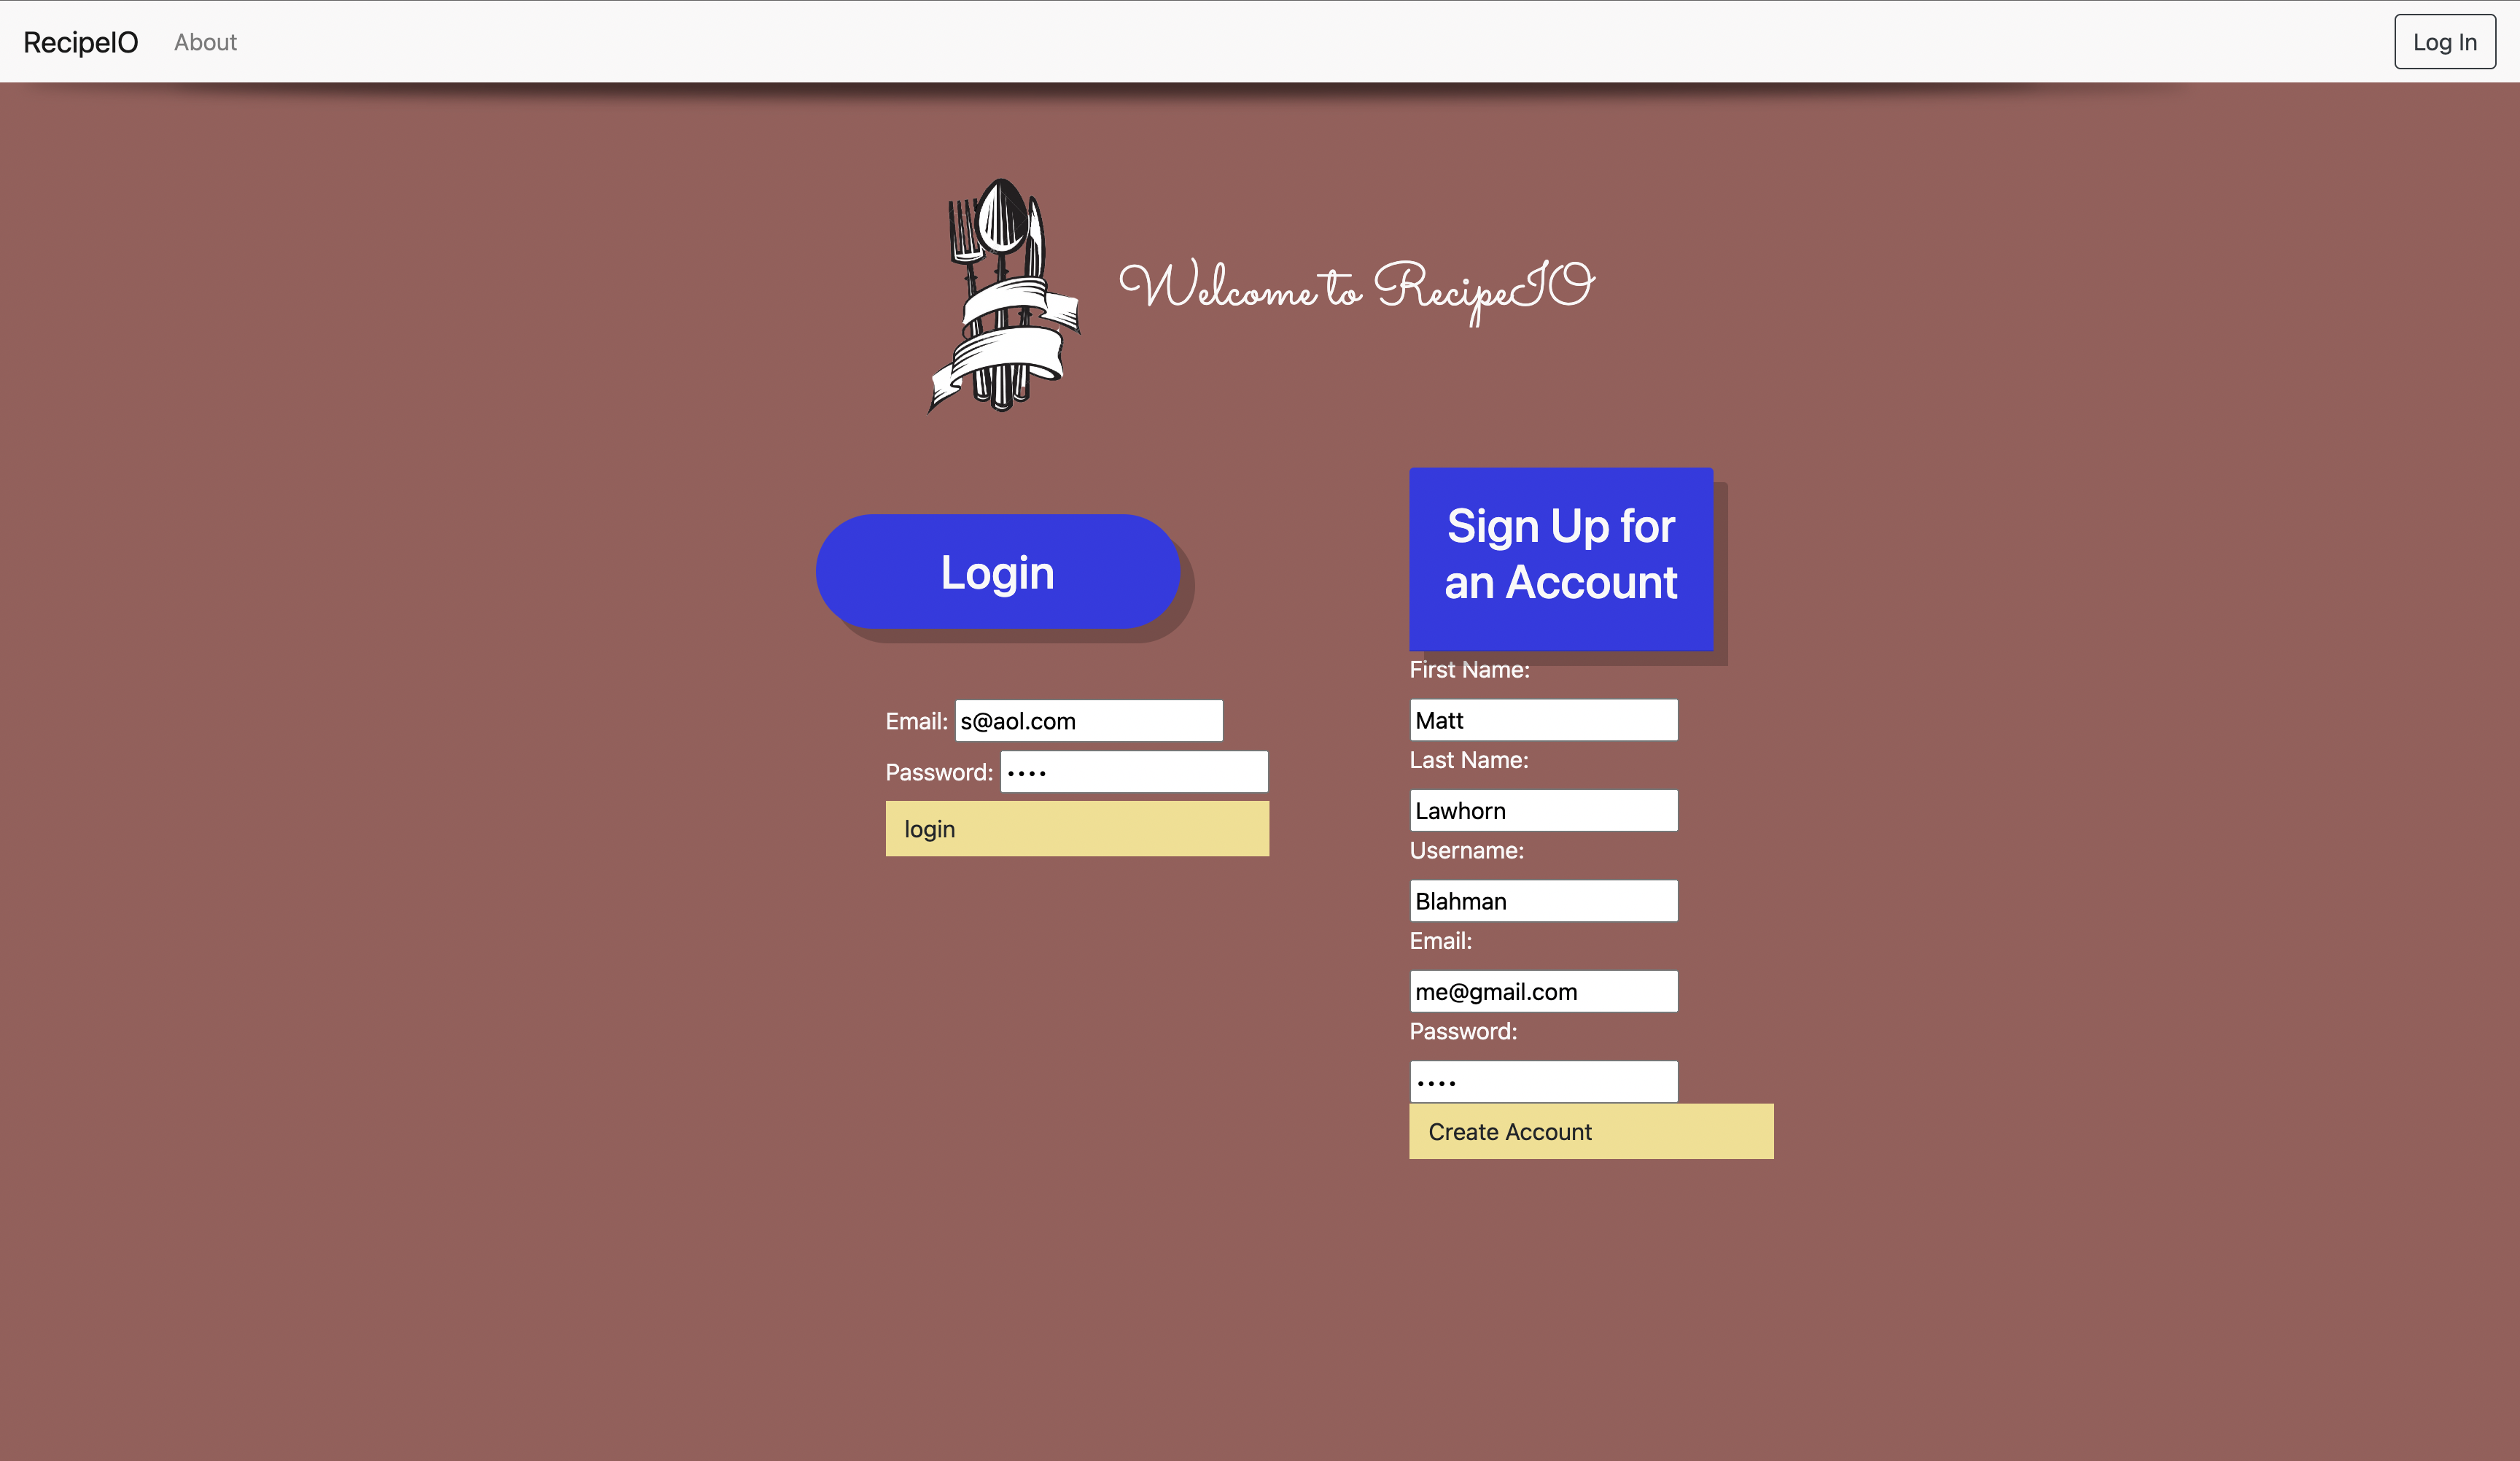 RecipeIO About Log In
Welcome to RecipeIO
Login
Email: s@aol.com
Password: ••••
login
Sign Up for
an Account
First Name:
Matt
Last Name:
Lawhorn
Username:
Blahman
Email:
me@gmail.com
Password:
••••
Create Account